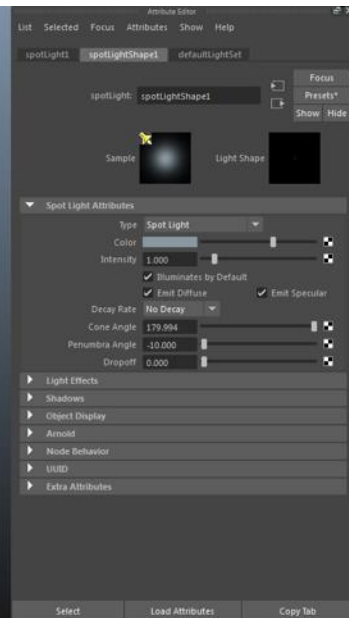 Attribute Editor
List Selected Focus Attributes Show Help
spotLight1 spotLightShape1 defaultLightSet
Focus
spotLight: spotLightShape1
Presets*
Show Hide
Sample
Light Shape
Spot Light Attributes
Type Spot Light
Color
Intensity 1.000
Illuminates by Default
Emit Diffuse Emit Specular
Decay Rate No Decay
Cone Angle 179.994
Penumbra Angle -10.000
Dropoff 0.000
Light Effects
Shadows
Object Display
Arnold
Node Behavior
UUID
Extra Attributes
Select Load Attributes Copy Tab